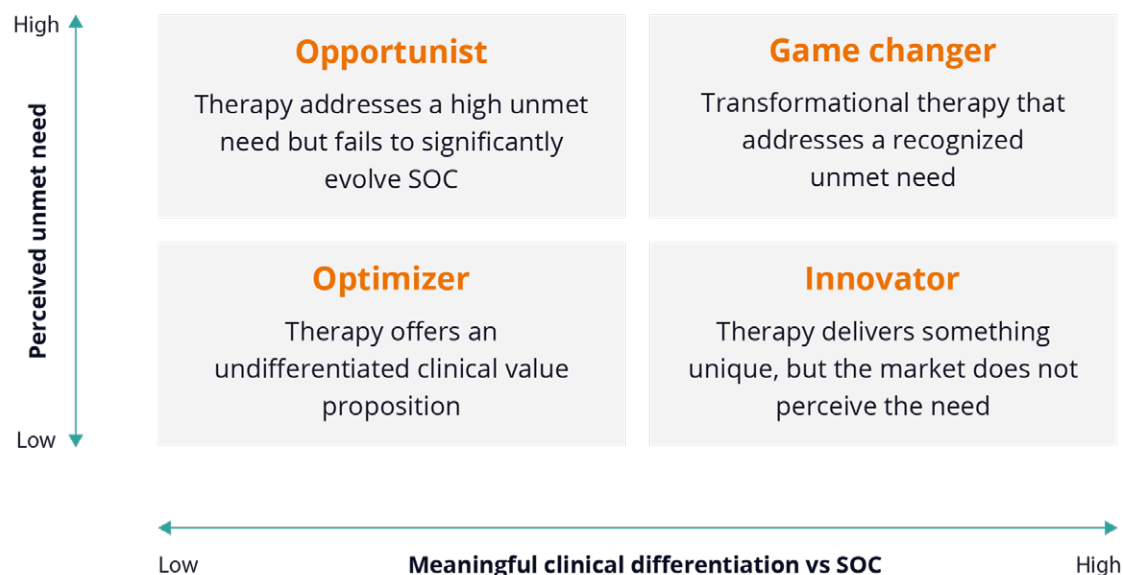 High
Perceived unmet need
Low
Opportunist
Therapy addresses a high unmet
need but fails to significantly
evolve SOC
Game changer
Transformational therapy that
addresses a recognized
unmet need
Optimizer
Therapy offers an
undifferentiated clinical value
proposition
Innovator
Therapy delivers something
unique, but the market does not
perceive the need
Low
Meaningful clinical differentiation vs SOC
High